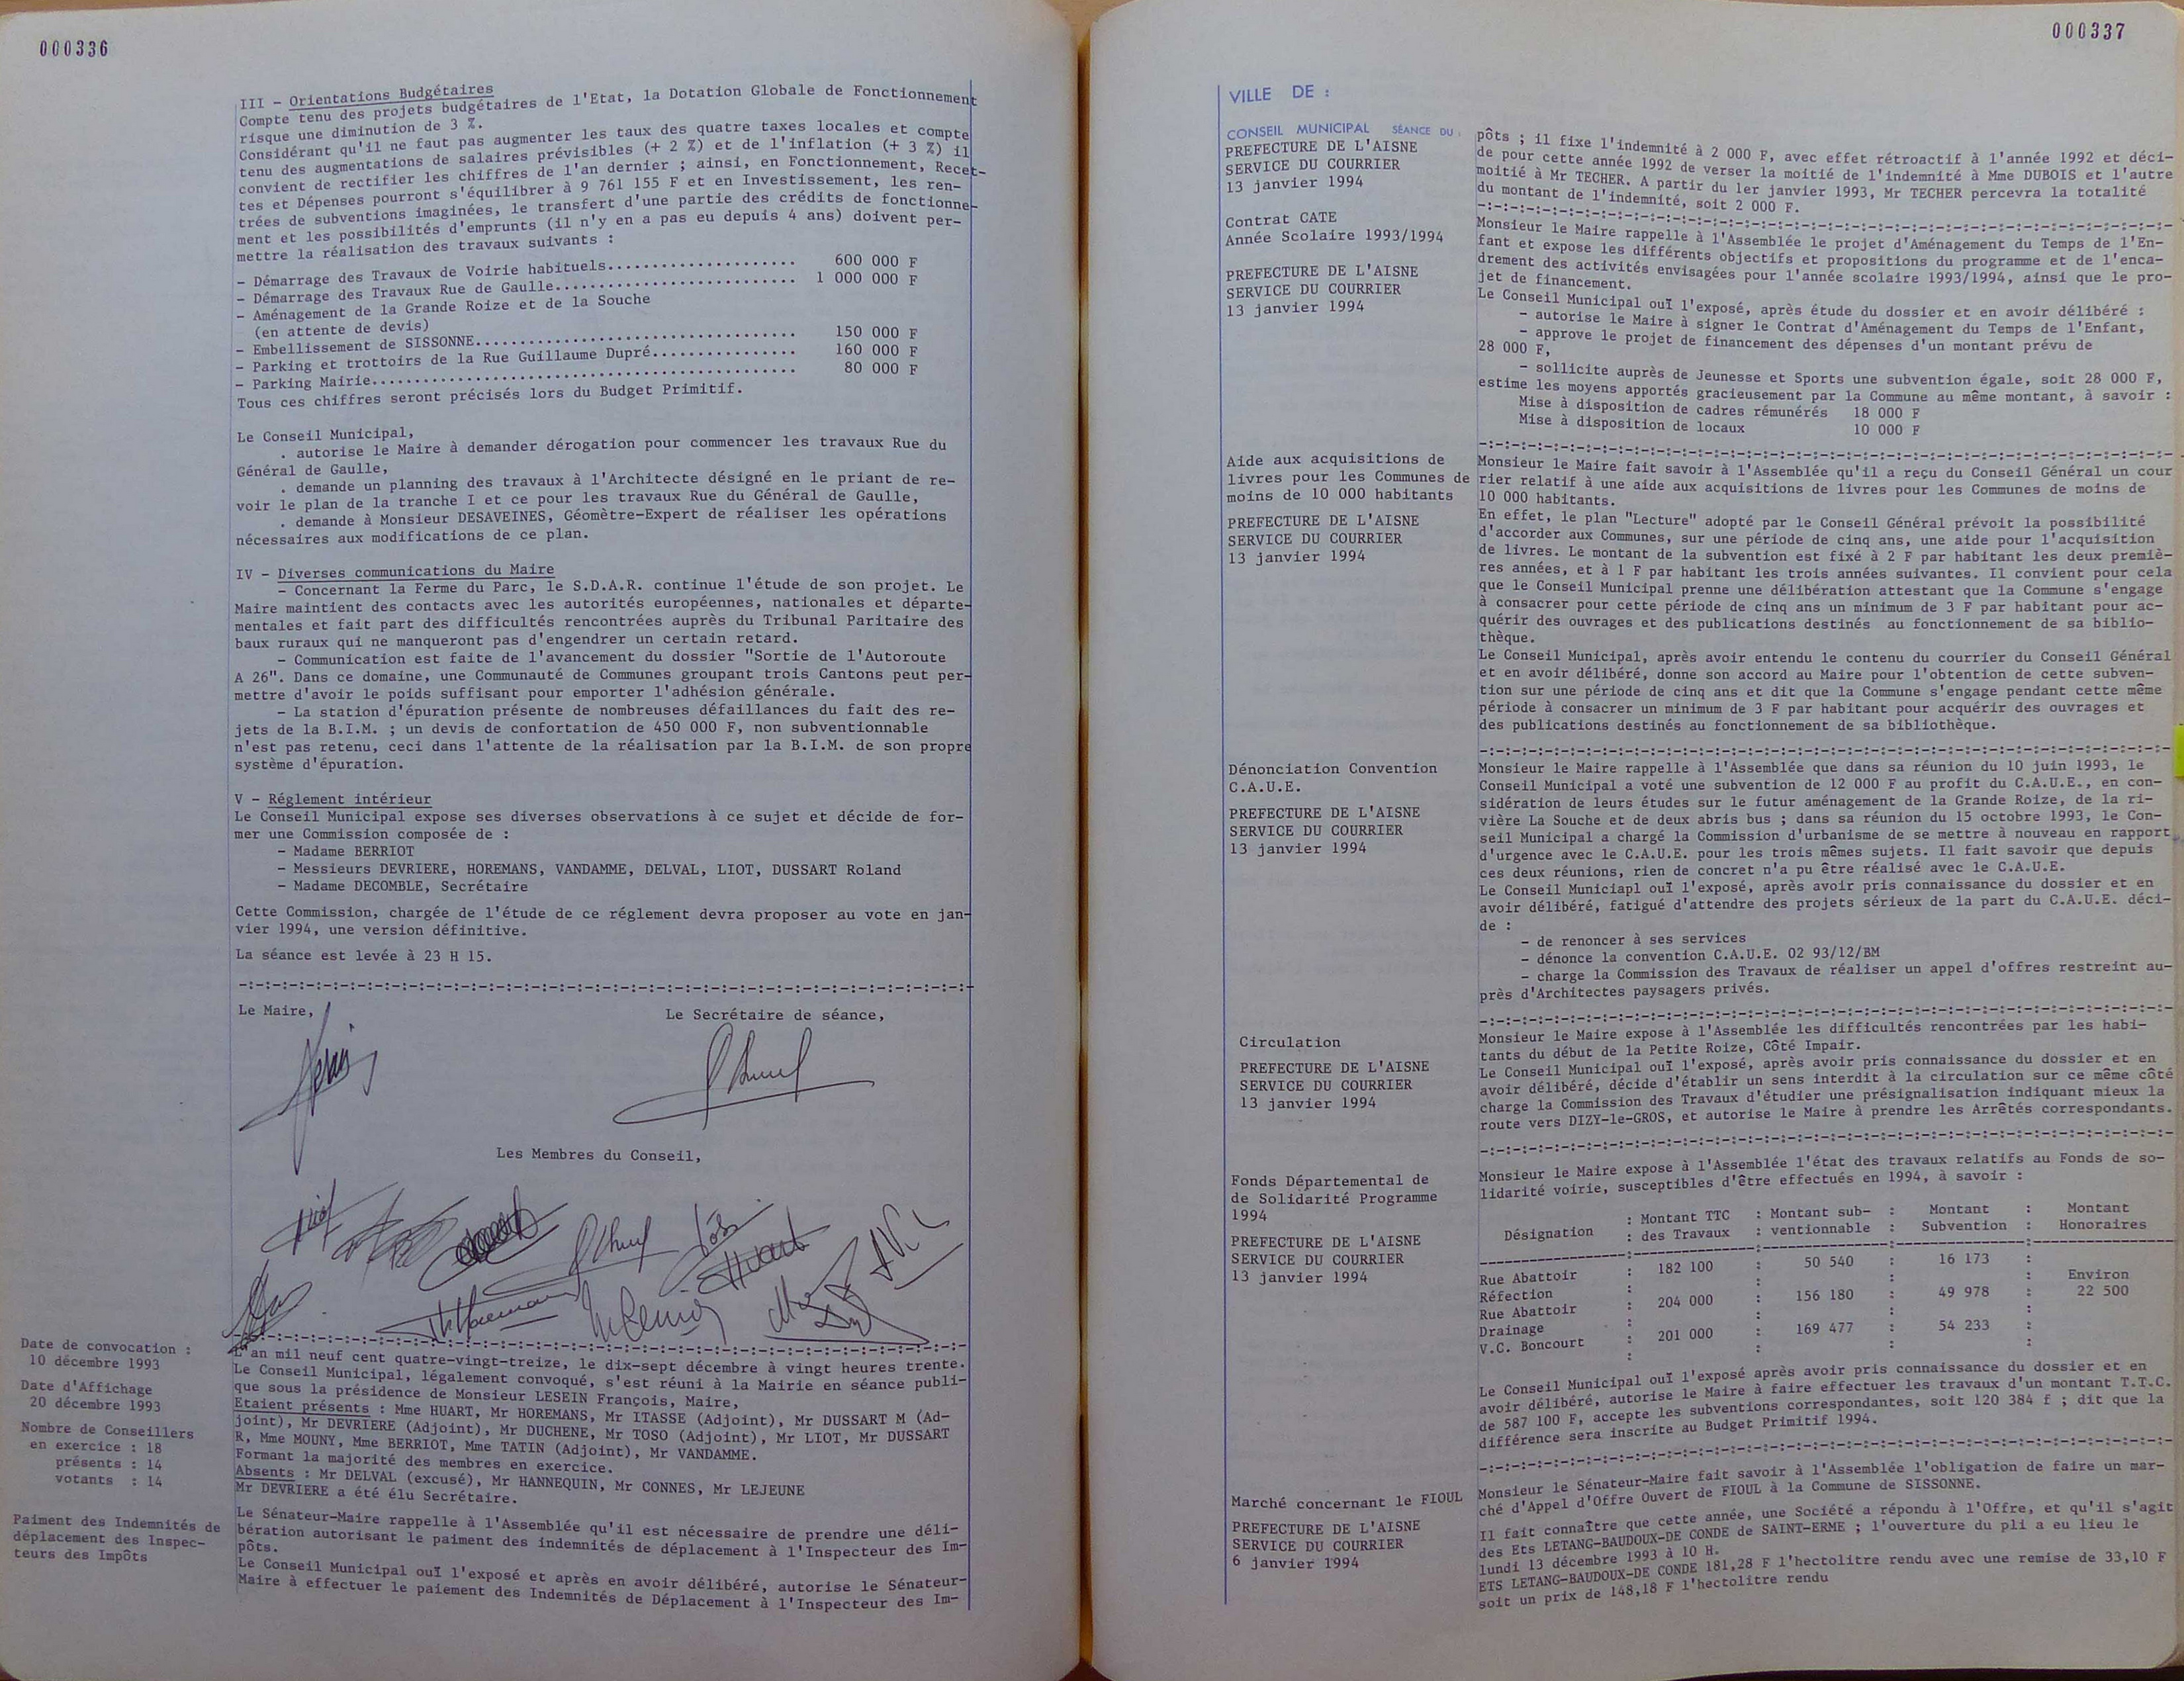 000336
III - Orientations Budgétaires
Compte tenu des projets budgétaires de l'Etat, la Dotation Globale de Fonctionnement
risque une diminution de 3 %.
Considérant qu'il ne faut pas augmenter les taux des quatre taxes locales et compte
tenu des augmentations de salaires prévisibles (+ 2 %) et de l'inflation (+ 3 %) il
convient de rectifier les chiffres de l'an dernier ; ainsi, en Fonctionnement, Recet-
tes et Dépenses pourront s'équilibrer à 9 761 155 F et en Investissement, les ren-
trées de subventions imaginées, le transfert d'une partie des crédits de fonctionne-
ment et les possibilités d'emprunts (il n'y en a pas eu depuis 4 ans) doivent per-
mettre la réalisation des travaux suivants :
- Démarrage des Travaux de Voirie habituels...................... 600 000 F
- Démarrage des Travaux Rue de Gaulle............................ 1 000 000 F
- Aménagement de la Grande Roize et de la Souche
(en attente de devis)
- Embellissement de SISSONNE..................................... 150 000 F
- Parking et trottoirs de la Rue Guillaume Dupré................. 160 000 F
- Parking Mairie................................................. 80 000 F
Tous ces chiffres seront précisés lors du Budget Primitif.
Le Conseil Municipal,
. autorise le Maire à demander dérogation pour commencer les travaux Rue du
Général de Gaulle,
. demande un planning des travaux à l'Architecte désigné en le priant de re-
voir le plan de la tranche I et ce pour les travaux Rue du Général de Gaulle,
. demande à Monsieur DESAVEINES, Géomètre-Expert de réaliser les opérations
nécessaires aux modifications de ce plan.
IV - Diverses communications du Maire
- Concernant la Ferme du Parc, le S.D.A.R. continue l'étude de son projet. Le
Maire maintient des contacts avec les autorités européennes, nationales et départe-
mentales et fait part des difficultés rencontrées auprès du Tribunal Paritaire des
baux ruraux qui ne manqueront pas d'engendrer un certain retard.
- Communication est faite de l'avancement du dossier "Sortie de l'Autoroute
A 26". Dans ce domaine, une Communauté de Communes groupant trois Cantons peut per-
mettre d'avoir le poids suffisant pour emporter l'adhésion générale.
- La station d'épuration présente de nombreuses défaillances du fait des re-
jets de la B.I.M. ; un devis de confortation de 450 000 F, non subventionnable
n'est pas retenu, ceci dans l'attente de la réalisation par la B.I.M. de son propre
système d'épuration.
V - Réglement intérieur
Le Conseil Municipal expose ses diverses observations à ce sujet et décide de for-
mer une Commission composée de :
- Madame BERRIOT
- Messieurs DEVRIERE, HOREMANS, VANDAMME, DELVAL, LIOT, DUSSART Roland
- Madame DECOMBLE, Secrétaire
Cette Commission, chargée de l'étude de ce réglement devra proposer au vote en jan-
vier 1994, une version définitive.
La séance est levée à 23 H 15.
-:-:-:-:-:-:-:-:-:-:-:-:-:-:-:-:-:-:-:-:-:-:-:-:-:-:-:-:-:-:-:-:-:-:-:-:-:-:-:-:-
Le Maire, Le Secrétaire de séance,
Les Membres du Conseil,
-:-:-:-:-:-:-:-:-:-:-:-:-:-:-:-:-:-:-:-:-:-:-:-:-:-:-:-:-:-:-:-:-:-:-:-:-:-:-:-:-
Date de convocation :
10 décembre 1993
Date d'Affichage
20 décembre 1993
Nombre de Conseillers
en exercice : 18
présents : 14
votants : 14
L'an mil neuf cent quatre-vingt-treize, le dix-sept décembre à vingt heures trente.
Le Conseil Municipal, légalement convoqué, s'est réuni à la Mairie en séance publi-
que sous la présidence de Monsieur LESEIN François, Maire,
Etaient présents : Mme HUART, Mr HOREMANS, Mr ITASSE (Adjoint), Mr DUSSART M (Ad-
joint), Mr DEVRIERE (Adjoint), Mr DUCHENE, Mr TOSO (Adjoint), Mr LIOT, Mr DUSSART
R, Mme MOUNY, Mme BERRIOT, Mme TATIN (Adjoint), Mr VANDAMME.
Formant la majorité des membres en exercice.
Absents : Mr DELVAL (excusé), Mr HANNEQUIN, Mr CONNES, Mr LEJEUNE
Mr DEVRIERE a été élu Secrétaire.
Paiment des Indemnités de
déplacement des Inspec-
teurs des Impôts
Le Sénateur-Maire rappelle à l'Assemblée qu'il est nécessaire de prendre une déli-
bération autorisant le paiment des indemnités de déplacement à l'Inspecteur des Im-
pôts.
Le Conseil Municipal ouï l'exposé et après en avoir délibéré, autorise le Sénateur-
Maire à effectuer le paiement des Indemnités de Déplacement à l'Inspecteur des Im-
000337
VILLE DE :
CONSEIL MUNICIPAL SÉANCE DU :
PREFECTURE DE L'AISNE
SERVICE DU COURRIER
13 janvier 1994
pôts ; il fixe l'indemnité à 2 000 F, avec effet rétroactif à l'année 1992 et déci-
de pour cette année 1992 de verser la moitié de l'indemnité à Mme DUBOIS et l'autre
moitié à Mr TECHER. A partir du 1er janvier 1993, Mr TECHER percevra la totalité
du montant de l'indemnité, soit 2 000 F.
-:-:-:-:-:-:-:-:-:-:-:-:-:-:-:-:-:-:-:-:-:-:-:-:-:-:-:-:-:-:-:-:-:-:-:-:-:-:-:-:-
Contrat CATE
Année Scolaire 1993/1994
PREFECTURE DE L'AISNE
SERVICE DU COURRIER
13 janvier 1994
Monsieur le Maire rappelle à l'Assemblée le projet d'Aménagement du Temps de l'En-
fant et expose les différents objectifs et propositions du programme et de l'enca-
drement des activités envisagées pour l'année scolaire 1993/1994, ainsi que le pro-
jet de financement.
Le Conseil Municipal ouï l'exposé, après étude du dossier et en avoir délibéré :
- autorise le Maire à signer le Contrat d'Aménagement du Temps de l'Enfant,
- approve le projet de financement des dépenses d'un montant prévu de
28 000 F,
- sollicite auprès de Jeunesse et Sports une subvention égale, soit 28 000 F,
estime les moyens apportés gracieusement par la Commune au même montant, à savoir :
Mise à disposition de cadres rémunérés 18 000 F
Mise à disposition de locaux 10 000 F
-:-:-:-:-:-:-:-:-:-:-:-:-:-:-:-:-:-:-:-:-:-:-:-:-:-:-:-:-:-:-:-:-:-:-:-:-:-:-:-:-
Aide aux acquisitions de
livres pour les Communes de
moins de 10 000 habitants
PREFECTURE DE L'AISNE
SERVICE DU COURRIER
13 janvier 1994
Monsieur le Maire fait savoir à l'Assemblée qu'il a reçu du Conseil Général un cour
rier relatif à une aide aux acquisitions de livres pour les Communes de moins de
10 000 habitants.
En effet, le plan "Lecture" adopté par le Conseil Général prévoit la possibilité
d'accorder aux Communes, sur une période de cinq ans, une aide pour l'acquisition
de livres. Le montant de la subvention est fixé à 2 F par habitant les deux premiè-
res années, et à 1 F par habitant les trois années suivantes. Il convient pour cela
que le Conseil Municipal prenne une délibération attestant que la Commune s'engage
à consacrer pour cette période de cinq ans un minimum de 3 F par habitant pour ac-
quérir des ouvrages et des publications destinés au fonctionnement de sa biblio-
thèque.
Le Conseil Municipal, après avoir entendu le contenu du courrier du Conseil Général
et en avoir délibéré, donne son accord au Maire pour l'obtention de cette subven-
tion sur une période de cinq ans et dit que la Commune s'engage pendant cette même
période à consacrer un minimum de 3 F par habitant pour acquérir des ouvrages et
des publications destinés au fonctionnement de sa bibliothèque.
-:-:-:-:-:-:-:-:-:-:-:-:-:-:-:-:-:-:-:-:-:-:-:-:-:-:-:-:-:-:-:-:-:-:-:-:-:-:-:-:-
Dénonciation Convention
C.A.U.E.
PREFECTURE DE L'AISNE
SERVICE DU COURRIER
13 janvier 1994
Monsieur le Maire rappelle à l'Assemblée que dans sa réunion du 10 juin 1993, le
Conseil Municipal a voté une subvention de 12 000 F au profit du C.A.U.E., en con-
sidération de leurs études sur le futur aménagement de la Grande Roize, de la ri-
vière La Souche et de deux abris bus ; dans sa réunion du 15 octobre 1993, le Con-
seil Municipal a chargé la Commission d'urbanisme de se mettre à nouveau en rapport
d'urgence avec le C.A.U.E. pour les trois mêmes sujets. Il fait savoir que depuis
ces deux réunions, rien de concret n'a pu être réalisé avec le C.A.U.E.
Le Conseil Municiapl ouï l'exposé, après avoir pris connaissance du dossier et en
avoir délibéré, fatigué d'attendre des projets sérieux de la part du C.A.U.E. déci-
de :
- de renoncer à ses services
- dénonce la convention C.A.U.E. 02 93/12/BM
- charge la Commission des Travaux de réaliser un appel d'offres restreint au-
près d'Architectes paysagers privés.
-:-:-:-:-:-:-:-:-:-:-:-:-:-:-:-:-:-:-:-:-:-:-:-:-:-:-:-:-:-:-:-:-:-:-:-:-:-:-:-:-
Circulation
PREFECTURE DE L'AISNE
SERVICE DU COURRIER
13 janvier 1994
Monsieur le Maire expose à l'Assemblée les difficultés rencontrées par les habi-
tants du début de la Petite Roize, Côté Impair.
Le Conseil Municipal ouï l'exposé, après avoir pris connaissance du dossier et en
avoir délibéré, décide d'établir un sens interdit à la circulation sur ce même côté
charge la Commission des Travaux d'étudier une présignalisation indiquant mieux la
route vers DIZY-le-GROS, et autorise le Maire à prendre les Arrêtés correspondants.
-:-:-:-:-:-:-:-:-:-:-:-:-:-:-:-:-:-:-:-:-:-:-:-:-:-:-:-:-:-:-:-:-:-:-:-:-:-:-:-:-
Fonds Départemental de
de Solidarité Programme
1994
PREFECTURE DE L'AISNE
SERVICE DU COURRIER
13 janvier 1994
Monsieur le Maire expose à l'Assemblée l'état des travaux relatifs au Fonds de so-
lidarité voirie, susceptibles d'être effectués en 1994, à savoir :
: Montant TTC : Montant sub- : Montant : Montant
Désignation : des Travaux : ventionnable : Subvention : Honoraires
Rue Abattoir : 182 100 : 50 540 : 16 173 :
Réfection : : : : Environ
Rue Abattoir : 204 000 : 156 180 : 49 978 : 22 500
Drainage : : : :
V.C. Boncourt : 201 000 : 169 477 : 54 233 :
Le Conseil Municipal ouï l'exposé après avoir pris connaissance du dossier et en
avoir délibéré, autorise le Maire à faire effectuer les travaux d'un montant T.T.C.
de 587 100 F, accepte les subventions correspondantes, soit 120 384 f ; dit que la
différence sera inscrite au Budget Primitif 1994.
-:-:-:-:-:-:-:-:-:-:-:-:-:-:-:-:-:-:-:-:-:-:-:-:-:-:-:-:-:-:-:-:-:-:-:-:-:-:-:-:-
Marché concernant le FIOUL
PREFECTURE DE L'AISNE
SERVICE DU COURRIER
6 janvier 1994
Monsieur le Sénateur-Maire fait savoir à l'Assemblée l'obligation de faire un mar-
ché d'Appel d'Offre Ouvert de FIOUL à la Commune de SISSONNE.
Il fait connaître que cette année, une Société a répondu à l'Offre, et qu'il s'agit
des Ets LETANG-BAUDOUX-DE CONDE de SAINT-ERME ; l'ouverture du pli a eu lieu le
lundi 13 décembre 1993 à 10 H.
ETS LETANG-BAUDOUX-DE CONDE 181,28 F l'hectolitre rendu avec une remise de 33,10 F
soit un prix de 148,18 F l'hectolitre rendu